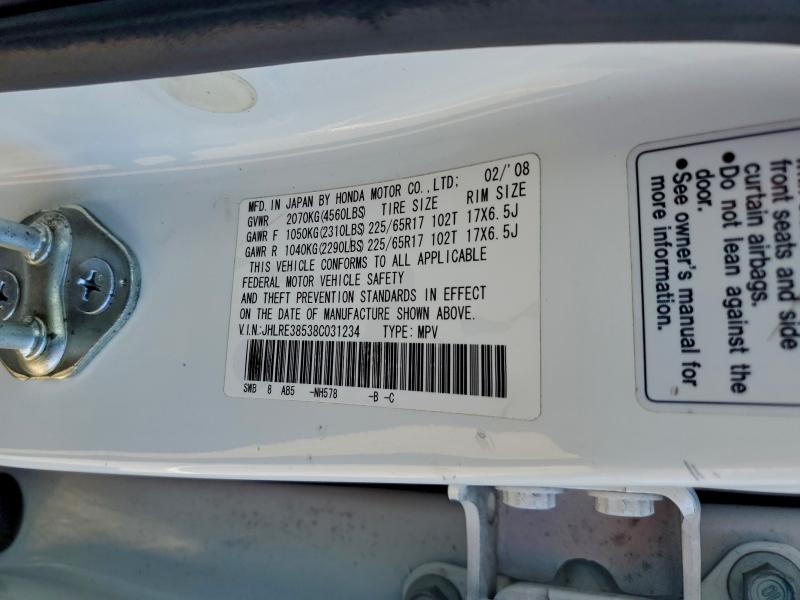 MFD. IN JAPAN BY HONDA MOTOR CO.,LTD; 02/'08
GVWR 2070KG(4560LBS) TIRE SIZE RIM SIZE
GAWR F 1050KG(2310LBS) 225/65R17 102T 17X6.5J
GAWR R 1040KG(2290LBS) 225/65R17 102T 17X6.5J
THIS VEHICLE CONFORMS TO ALL APPLICABLE
FEDERAL MOTOR VEHICLE SAFETY
AND THEFT PREVENTION STANDARDS IN EFFECT
ON THE DATE OF MANUFACTURE SHOWN ABOVE.
V.I.N.:JHLRE38538C031234 TYPE: MPV
SWB 8 AB5 -NH578 -B -C
front seats and side
curtain airbags.
• Do not lean against the
door.
• See owner's manual for
more information.